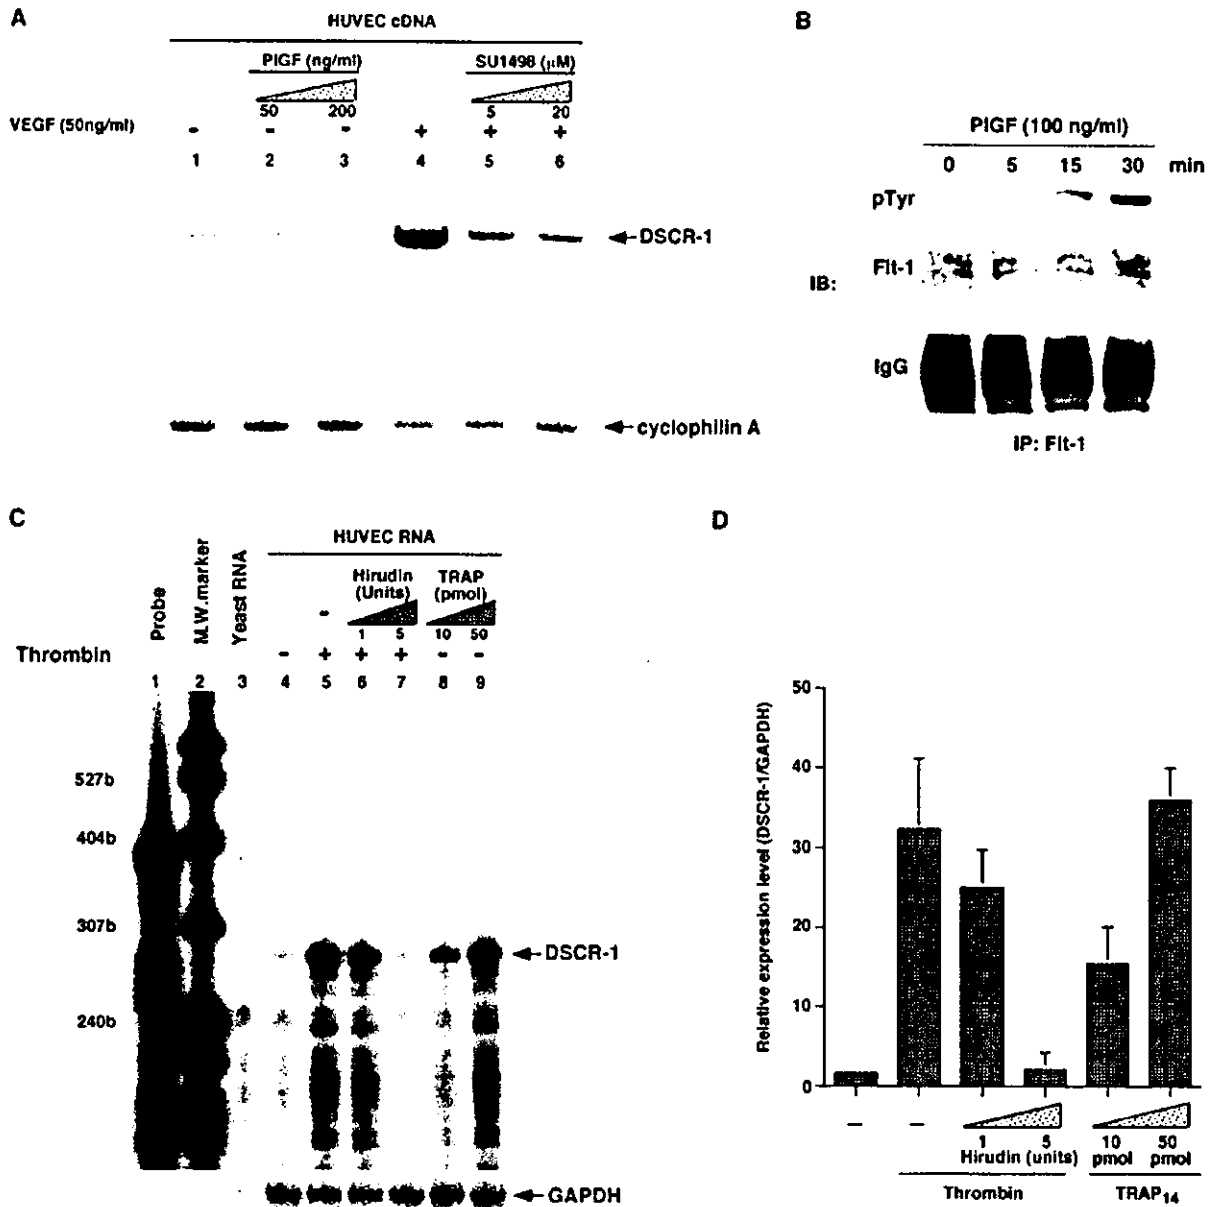 A
HUVEC cDNA
PlGF (ng/ml)
SU1498 (μM)
50 200
5 20
VEGF (50ng/ml) - - - + + +
1 2 3 4 5 6
DSCR-1
cyclophilin A
B
PlGF (100 ng/ml)
0 5 15 30 min
pTyr
Flt-1
IB:
IgG
IP: Flt-1
C
Probe
M.W.marker
Yeast RNA
HUVEC RNA
Hirudin (Units)
TRAP (pmol)
-
1 5 10 50
Thrombin - + + + - -
1 2 3 4 5 6 7 8 9
527b
404b
307b
DSCR-1
240b
GAPDH
D
Relative expression level (DSCR-1/GAPDH)
50
40
30
20
10
0
- -
1 5 10 50
Hirudin (units) pmol pmol
Thrombin TRAP14